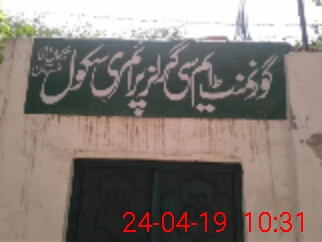 گورنمنٹ ایم سی گرلز پرائمری سکول
24-04-19 10:31